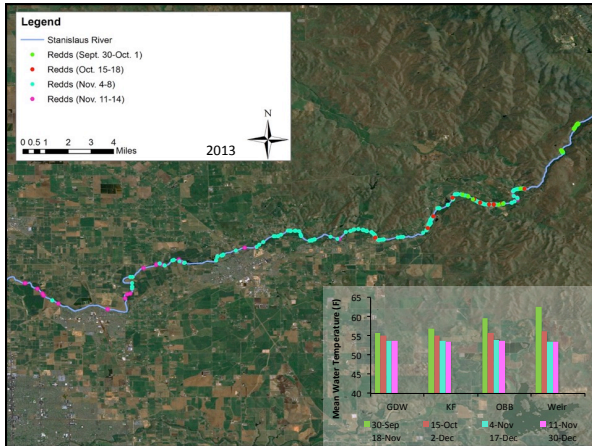 Legend
Stanislaus River
Redds (Sept. 30-Oct. 1)
Redds (Oct. 15-18)
Redds (Nov. 4-8)
Redds (Nov. 11-14)
N
0 0.5 1 2 3 4
Miles
2013
Mean Water Temperature (F)
65
60
55
50
45
40
GDW KF OBB Weir
30-Sep 15-Oct 4-Nov 11-Nov
18-Nov 2-Dec 17-Dec 30-Dec